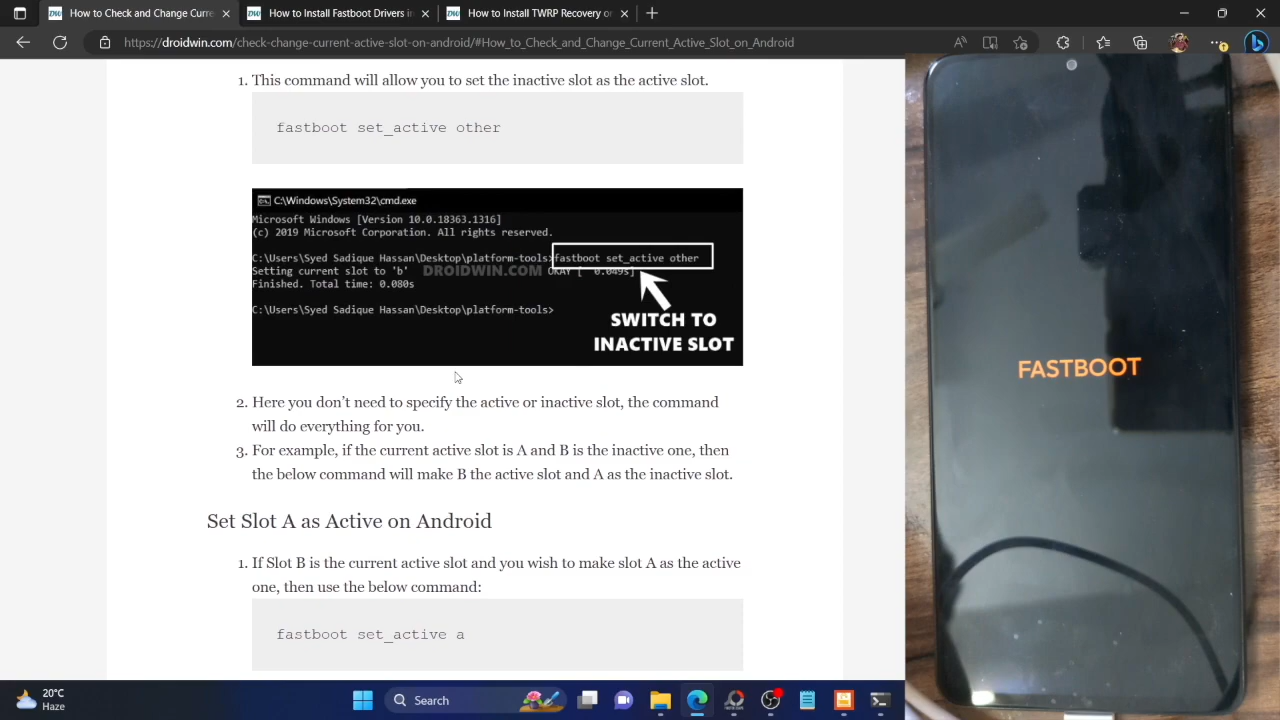 How to Check and Change Curre
How to Install Fastboot Drivers in
How to Install TWRP Recovery on
https://droidwin.com/check-change-current-active-slot-on-android/#How_to_Check_and_Change_Current_Active_Slot_on_Android
1. This command will allow you to set the inactive slot as the active slot.
fastboot set_active other
C:\Windows\System32\cmd.exe
Microsoft Windows [Version 10.0.18363.1316]
(c) 2019 Microsoft Corporation. All rights reserved.
C:\Users\Syed Sadique Hassan\Desktop\platform-tools>fastboot set_active other
Setting current slot to 'b' DROIDWIN.COM OKAY [ 0.049s]
Finished. Total time: 0.080s
C:\Users\Syed Sadique Hassan\Desktop\platform-tools>
SWITCH TO
INACTIVE SLOT
2. Here you don’t need to specify the active or inactive slot, the command
will do everything for you.
3. For example, if the current active slot is A and B is the inactive one, then
the below command will make B the active slot and A as the inactive slot.
Set Slot A as Active on Android
1. If Slot B is the current active slot and you wish to make slot A as the active
one, then use the below command:
fastboot set_active a
FASTBOOT
20°C
Haze
Search